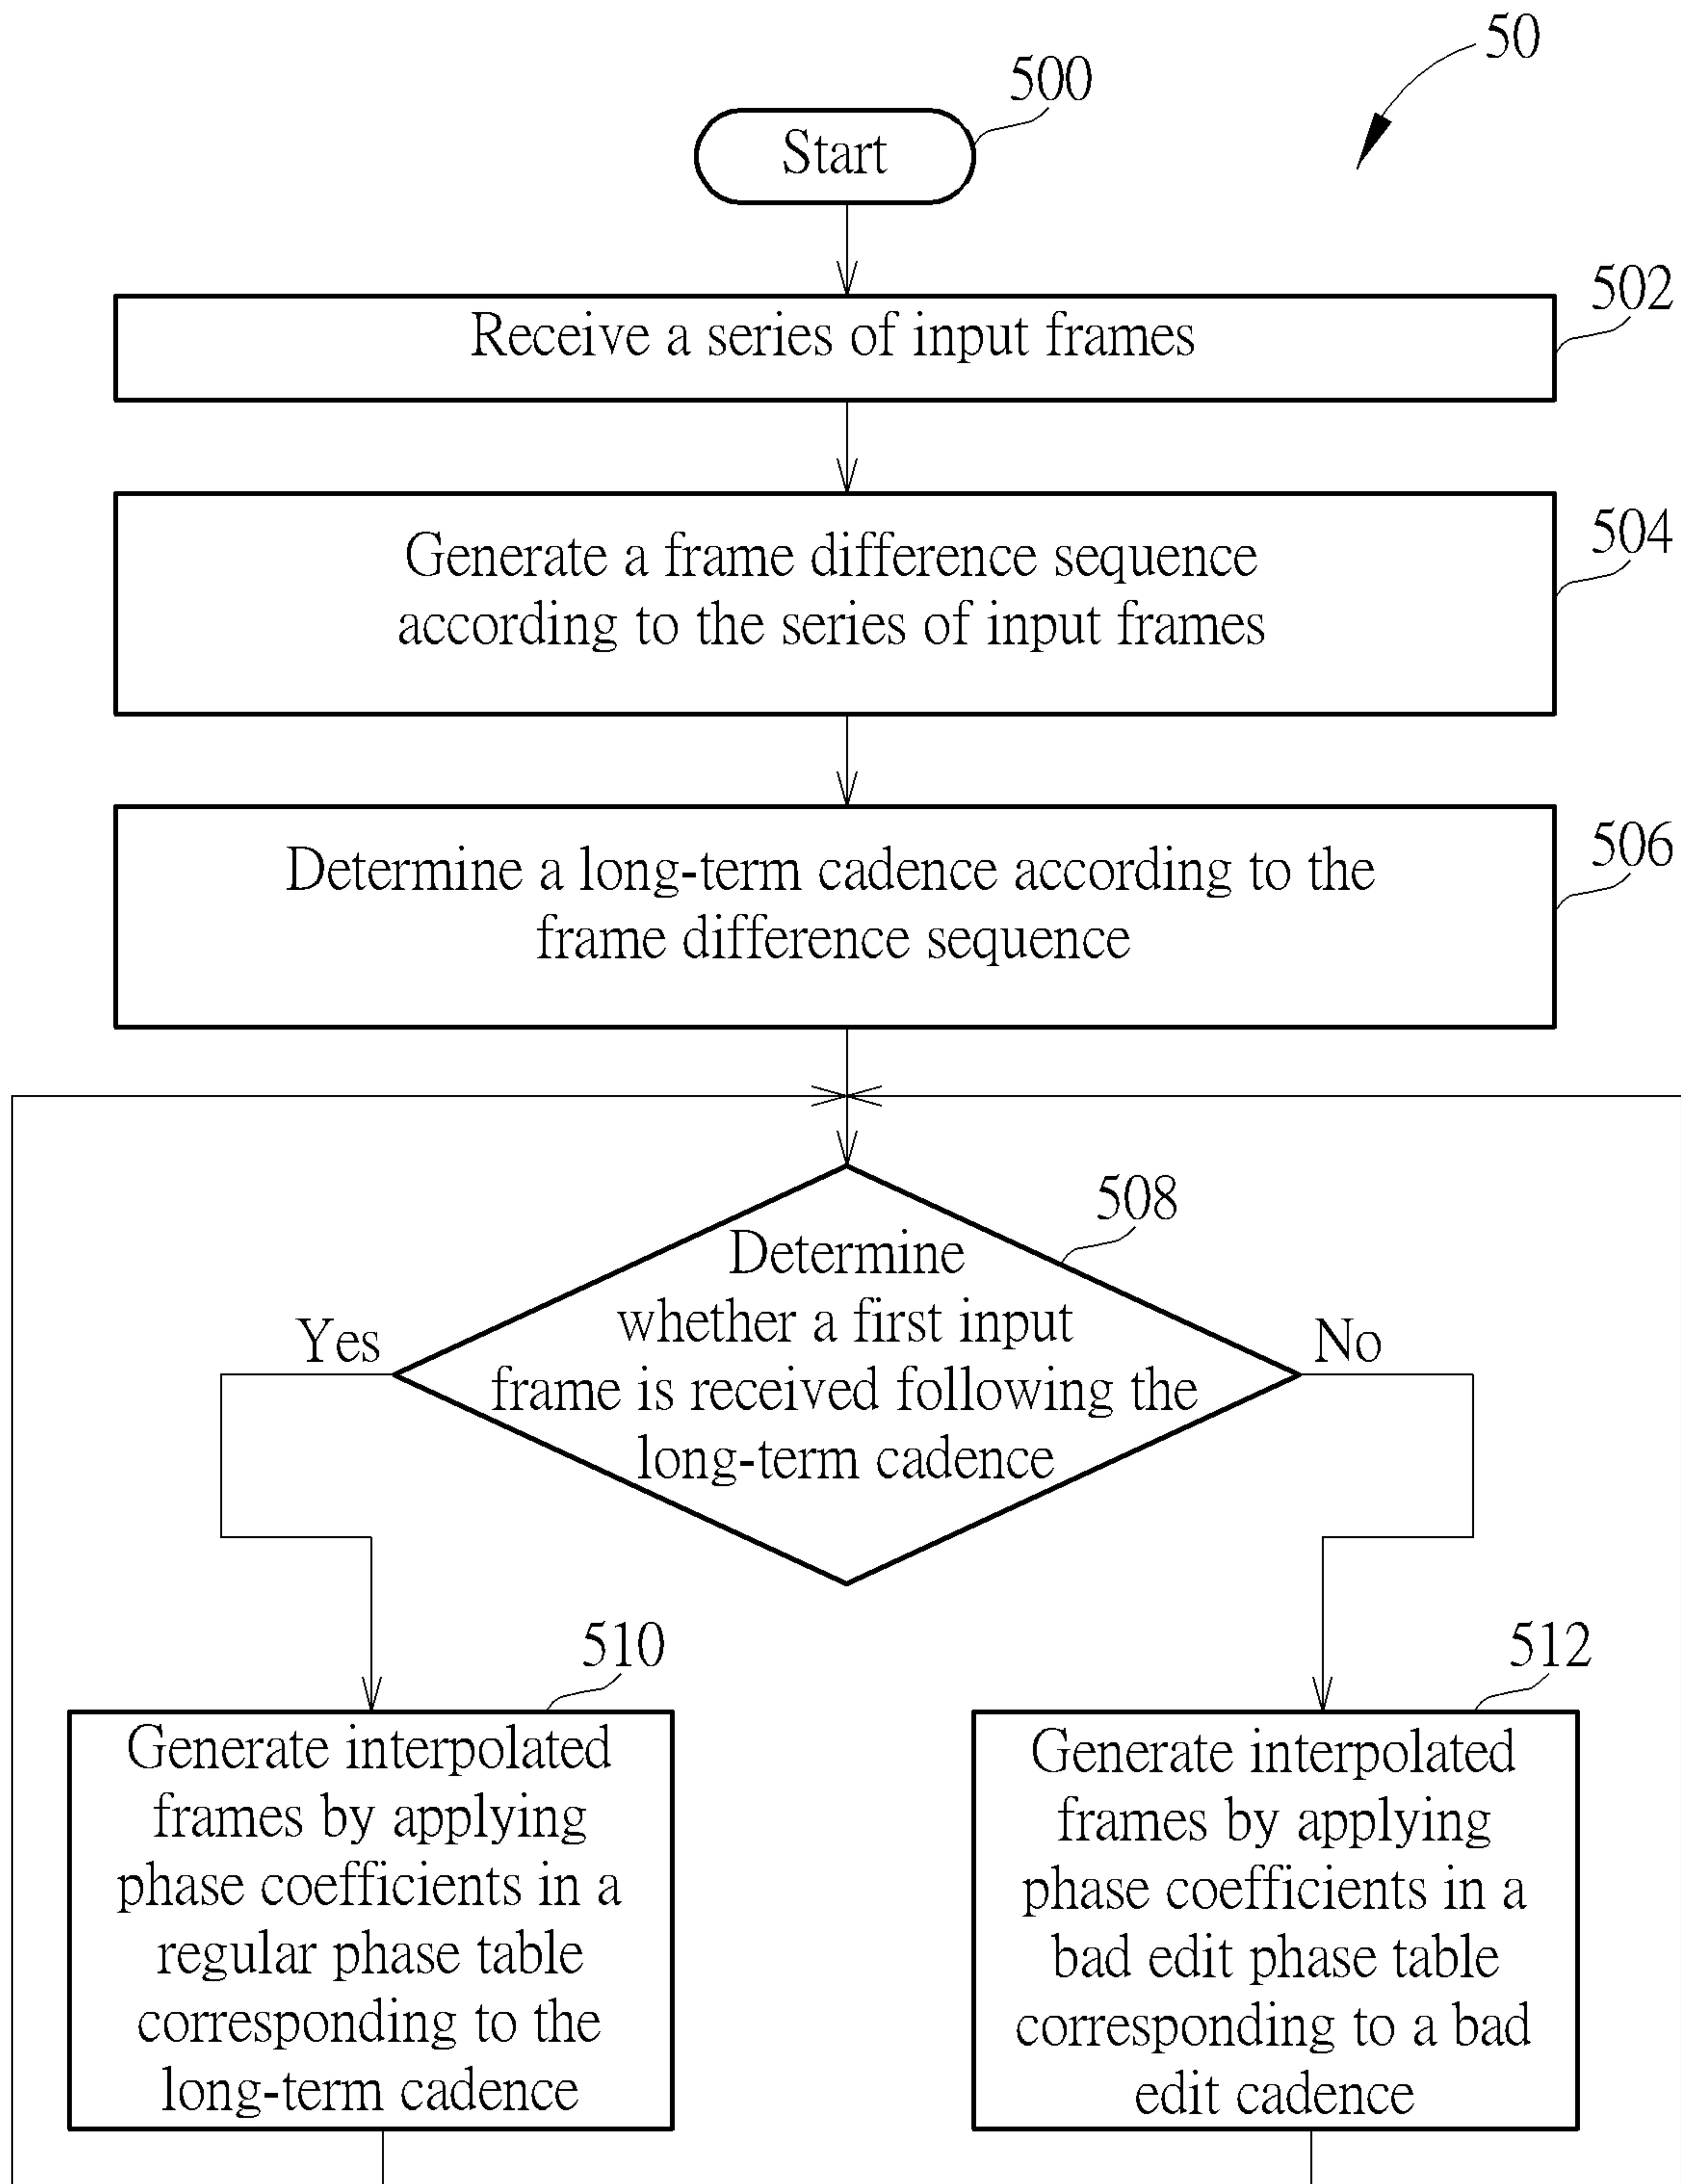 50
500
Start
502
Receive a series of input frames
504
Generate a frame difference sequence
according to the series of input frames
506
Determine a long-term cadence according to the
frame difference sequence
508
Determine
whether a first input
frame is received following the
long-term cadence
Yes
No
510
Generate interpolated
frames by applying
phase coefficients in a
regular phase table
corresponding to the
long-term cadence
512
Generate interpolated
frames by applying
phase coefficients in a
bad edit phase table
corresponding to a bad
edit cadence